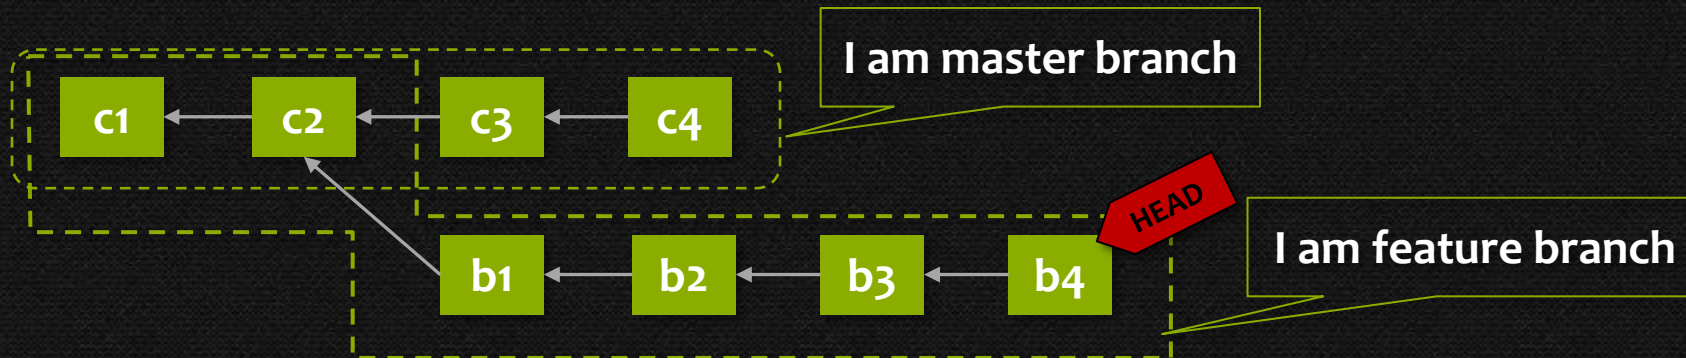 I am master branch
c1 c2 c3 c4
HEAD
I am feature branch
b1 b2 b3 b4